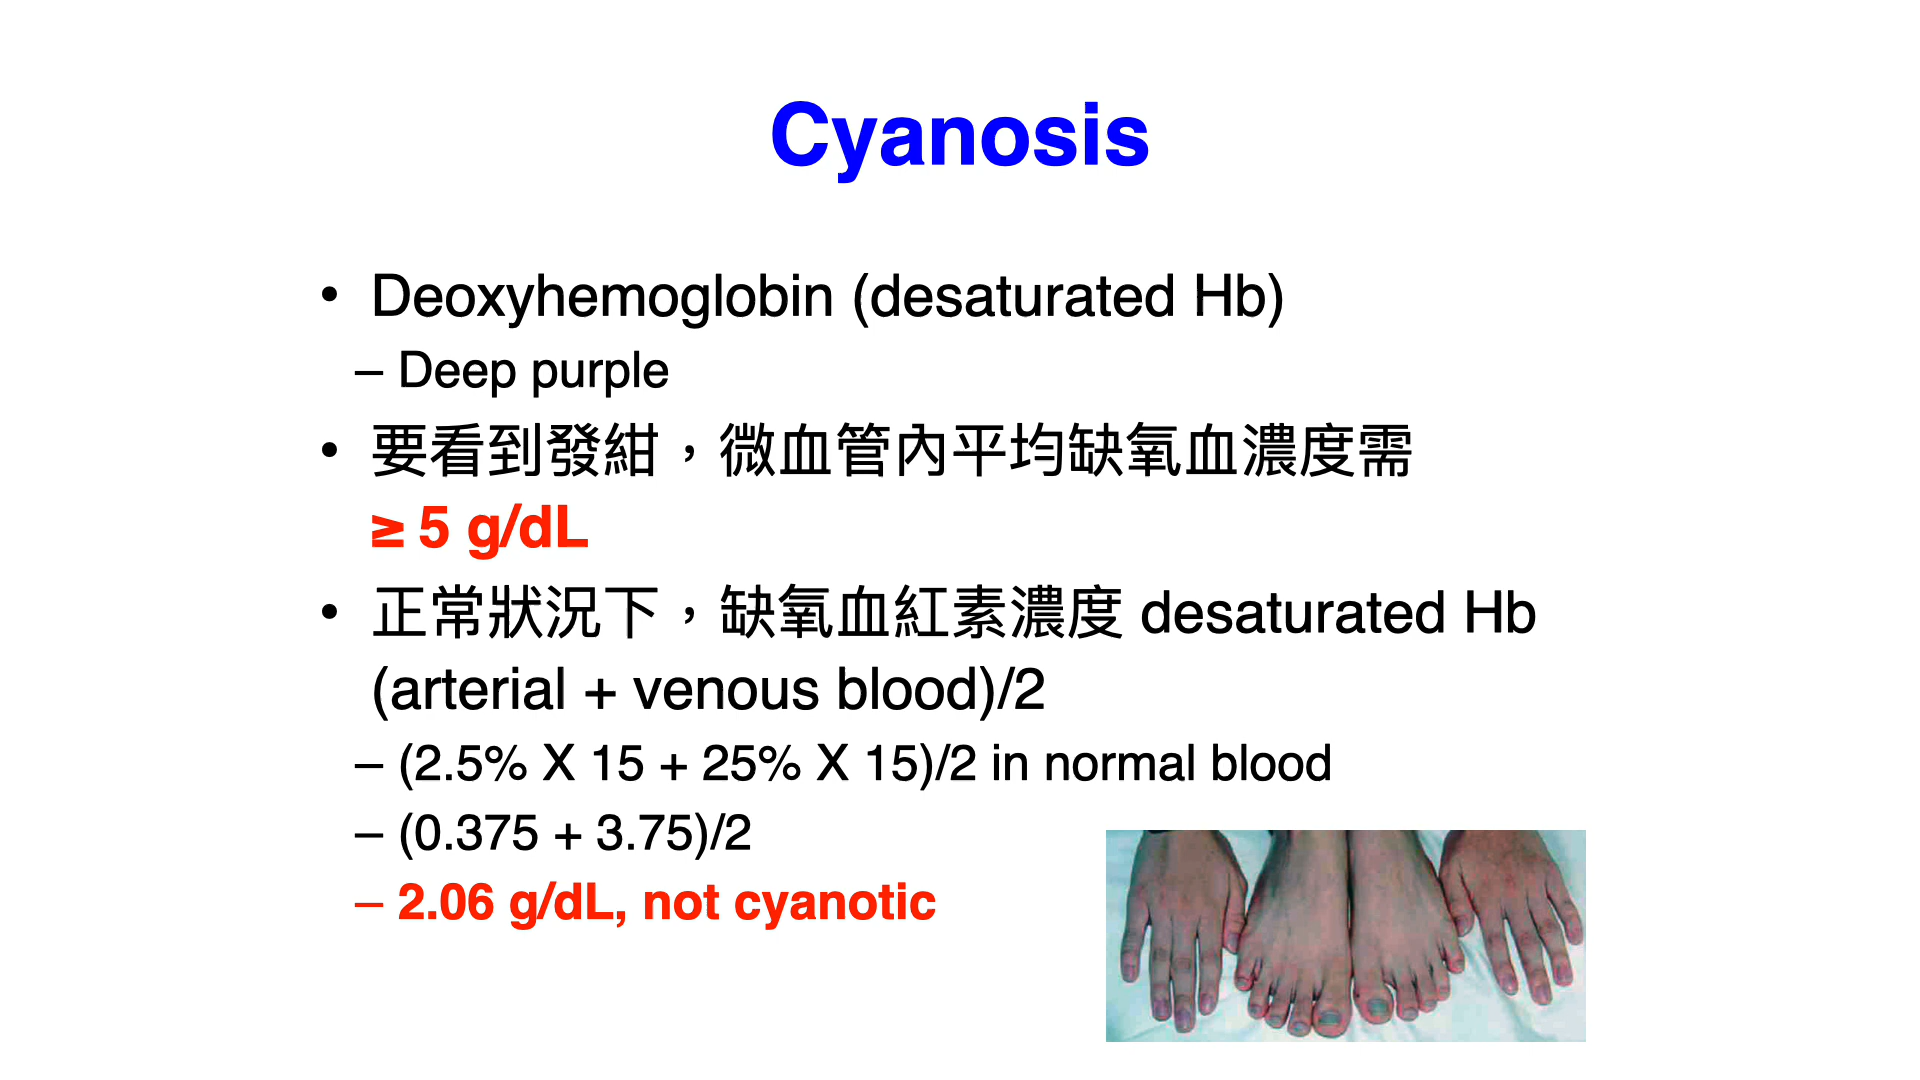 Cyanosis
• Deoxyhemoglobin (desaturated Hb)
– Deep purple
• 要看到發紺，微血管內平均缺氧血濃度需
≥ 5 g/dL
• 正常狀況下，缺氧血紅素濃度 desaturated Hb
(arterial + venous blood)/2
– (2.5% X 15 + 25% X 15)/2 in normal blood
– (0.375 + 3.75)/2
– 2.06 g/dL, not cyanotic